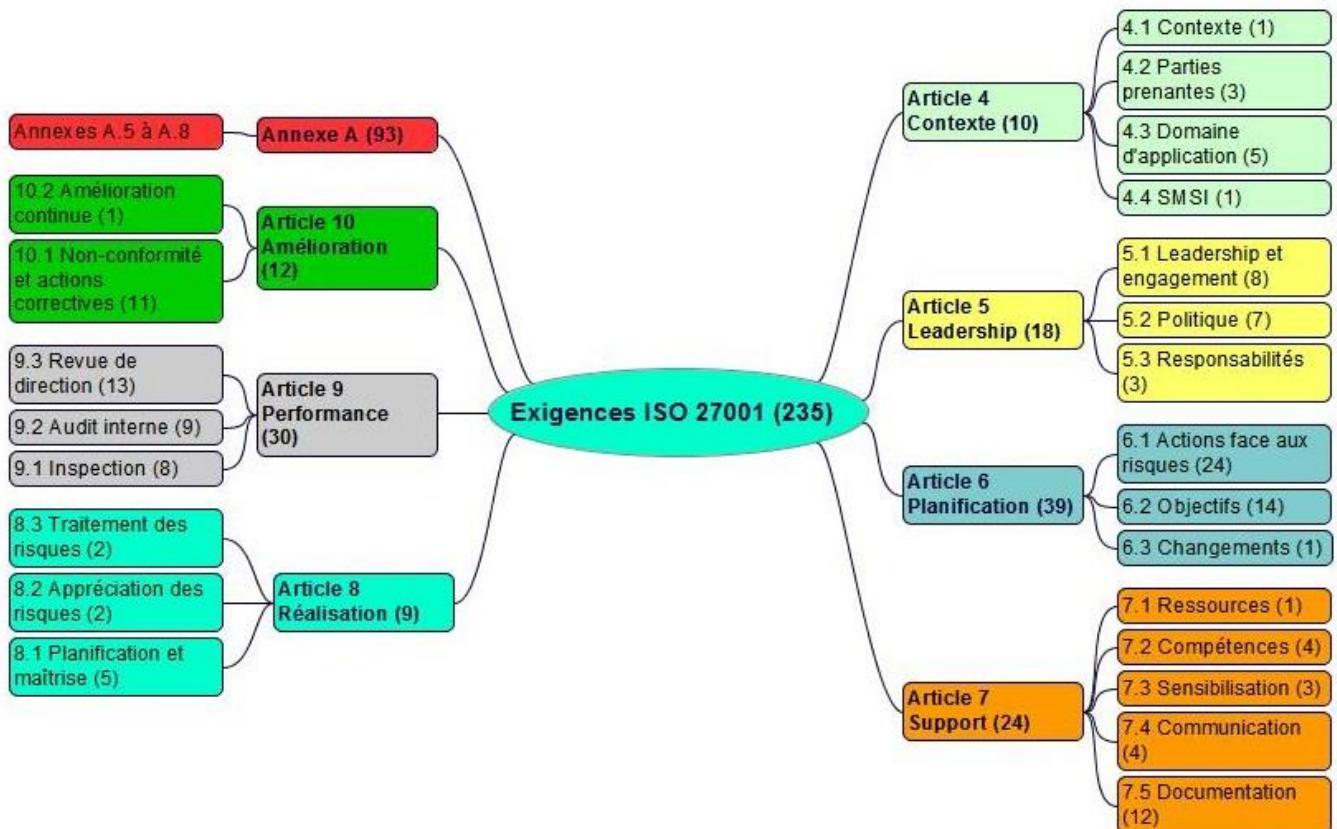 Exigences ISO 27001 (235)
Article 4
Contexte (10)
4.1 Contexte (1)
4.2 Parties
prenantes (3)
4.3 Domaine
d'application (5)
4.4 SMSI (1)
Article 5
Leadership (18)
5.1 Leadership et
engagement (8)
5.2 Politique (7)
5.3 Responsabilités
(3)
Article 6
Planification (39)
6.1 Actions face aux
risques (24)
6.2 Objectifs (14)
6.3 Changements (1)
Article 7
Support (24)
7.1 Ressources (1)
7.2 Compétences (4)
7.3 Sensibilisation (3)
7.4 Communication
(4)
7.5 Documentation
(12)
Article 8
Réalisation (9)
8.3 Traitement des
risques (2)
8.2 Appréciation des
risques (2)
8.1 Planification et
maîtrise (5)
Article 9
Performance
(30)
9.3 Revue de
direction (13)
9.2 Audit interne (9)
9.1 Inspection (8)
Article 10
Amélioration
(12)
10.2 Amélioration
continue (1)
10.1 Non-conformité
et actions
correctives (11)
Annexe A (93)
Annexes A.5 à A.8